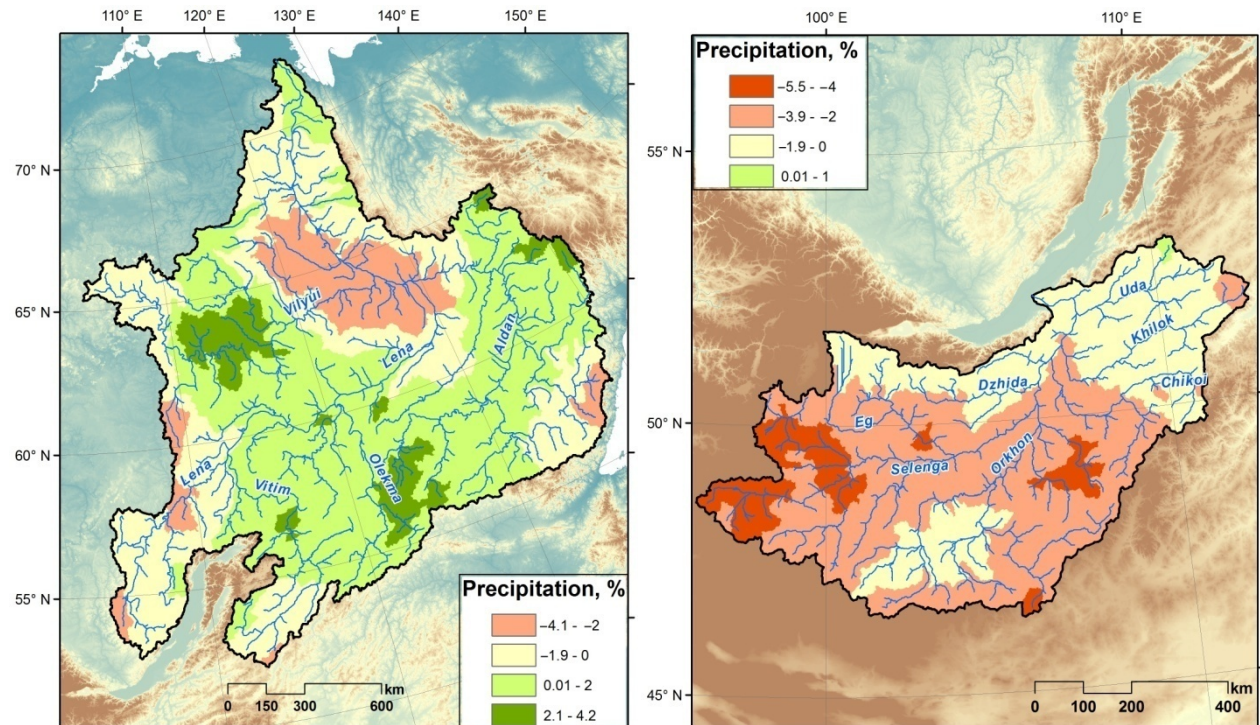 110° E 120° E 130° E 140° E 150° E
70° N
65° N
60° N
55° N
Vilyui
Lena
Aldan
Lena
Vitim
Olekma
Precipitation, %
–4.1 - –2
–1.9 - 0
0.01 - 2
2.1 - 4.2
km
0 150 300 600
100° E 110° E
Precipitation, %
–5.5 - –4
–3.9 - –2
–1.9 - 0
0.01 - 1
55° N
50° N
45° N
Uda
Khilok
Chikoi
Dzhida
Eg
Selenga
Orkhon
km
0 100 200 400